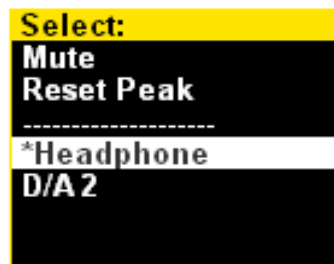 Select:
Mute
Reset Peak
--------------------
*Headphone
D/A 2